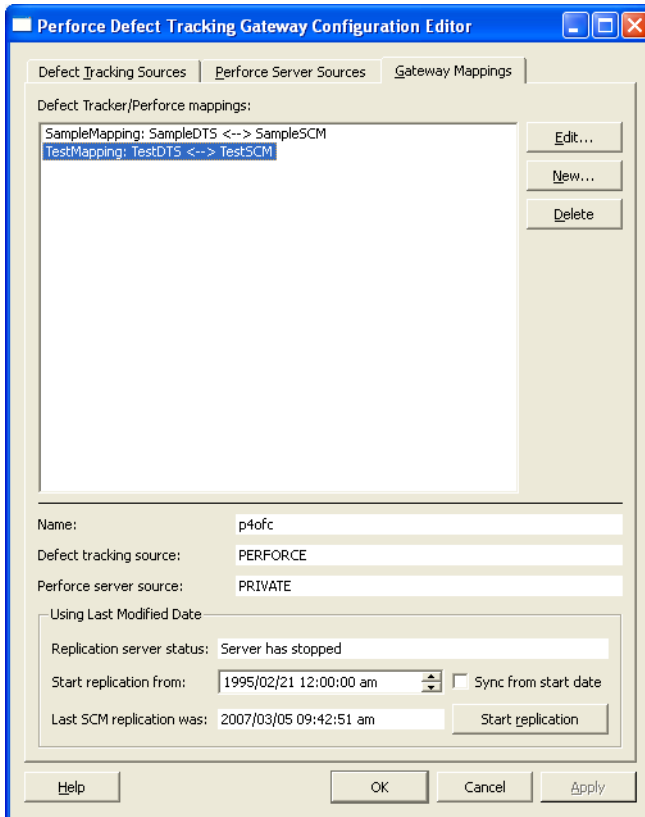 Perforce Defect Tracking Gateway Configuration Editor
Defect Tracking Sources Perforce Server Sources Gateway Mappings
Defect Tracker/Perforce mappings:
SampleMapping: SampleDTS <--> SampleSCM
TestMapping: TestDTS <--> TestSCM
Edit...
New...
Delete
Name: p4ofc
Defect tracking source: PERFORCE
Perforce server source: PRIVATE
Using Last Modified Date
Replication server status: Server has stopped
Start replication from: 1995/02/21 12:00:00 am Sync from start date
Last SCM replication was: 2007/03/05 09:42:51 am Start replication
Help OK Cancel Apply